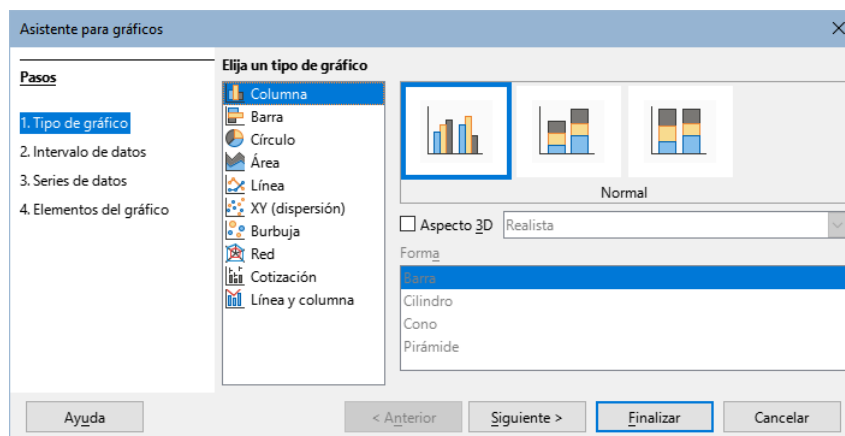 Asistente para gráficos
Pasos
1. Tipo de gráfico
2. Intervalo de datos
3. Series de datos
4. Elementos del gráfico
Elija un tipo de gráfico
Columna
Barra
Círculo
Área
Línea
XY (dispersión)
Burbuja
Red
Cotización
Línea y columna
Normal
Aspecto 3D Realista
Forma
Barra
Cilindro
Cono
Pirámide
Ayuda < Anterior Siguiente > Finalizar Cancelar